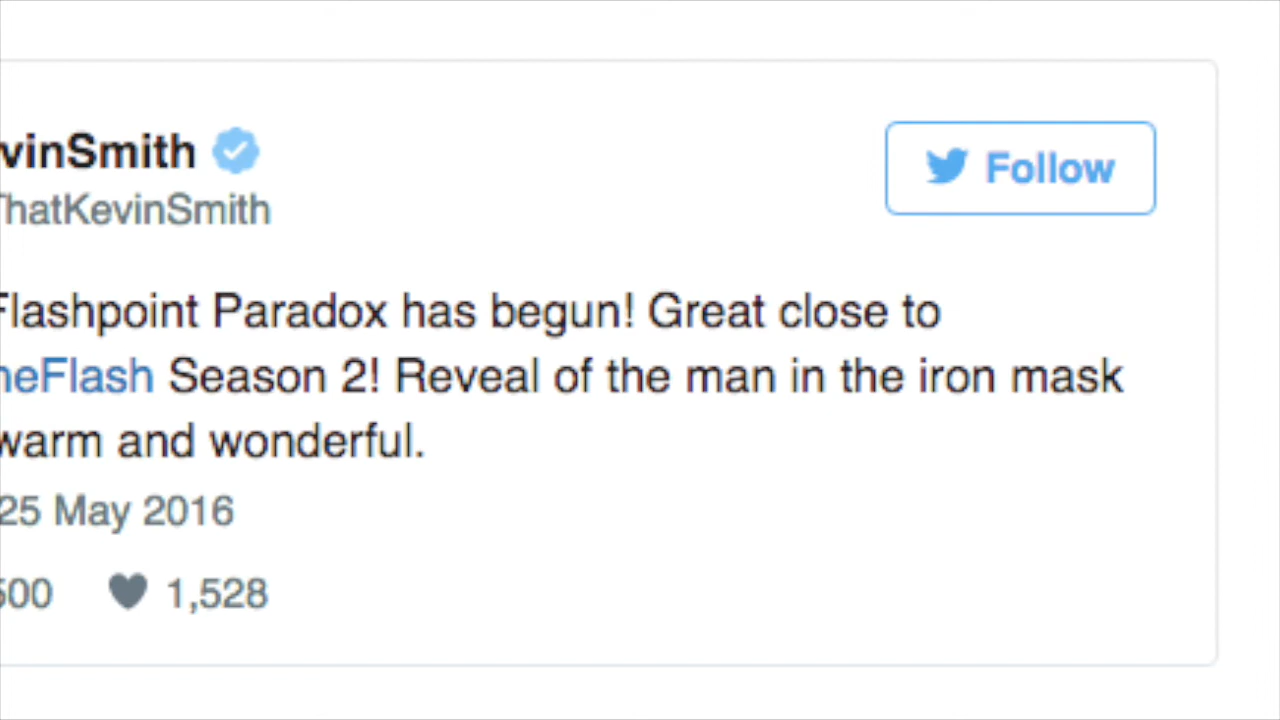 vinSmith
ThatKevinSmith
Follow
Flashpoint Paradox has begun! Great close to
heFlash Season 2! Reveal of the man in the iron mask
warm and wonderful.
25 May 2016
500 1,528